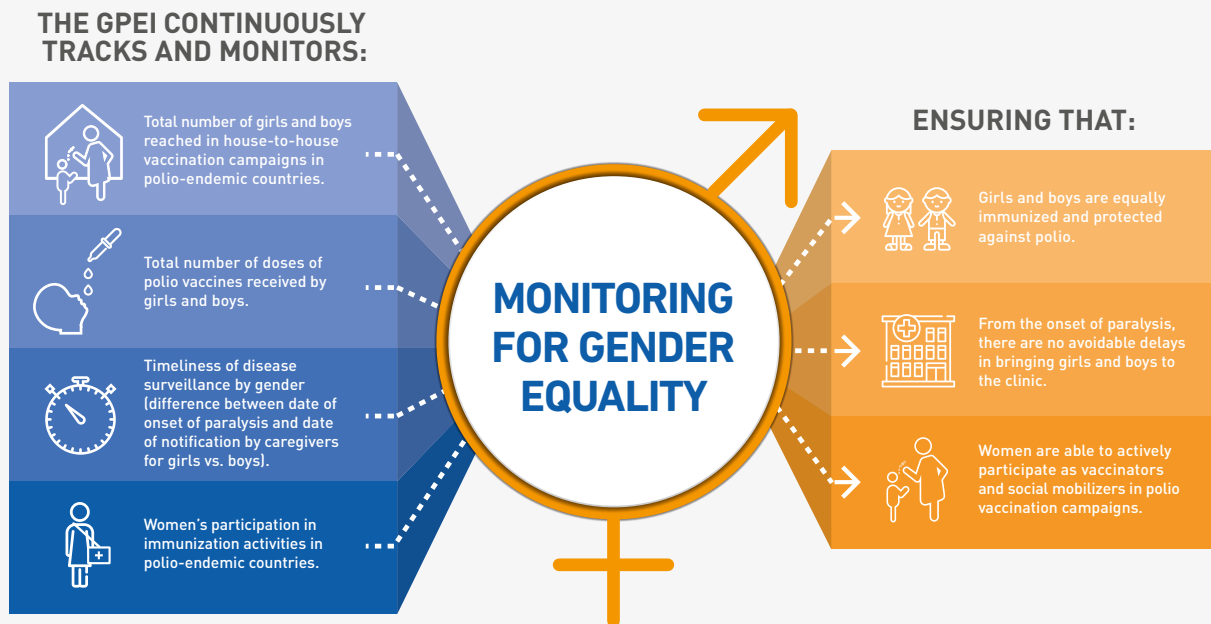 THE GPEI CONTINUOUSLY
TRACKS AND MONITORS:
Total number of girls and boys
reached in house-to-house
vaccination campaigns in
polio-endemic countries.
Total number of doses of
polio vaccines received by
girls and boys.
Timeliness of disease
surveillance by gender
(difference between date of
onset of paralysis and date
of notification by caregivers
for girls vs. boys).
Women’s participation in
immunization activities in
polio-endemic countries.
MONITORING
FOR GENDER
EQUALITY
ENSURING THAT:
Girls and boys are equally
immunized and protected
against polio.
From the onset of paralysis,
there are no avoidable delays
in bringing girls and boys to
the clinic.
Women are able to actively
participate as vaccinators
and social mobilizers in polio
vaccination campaigns.